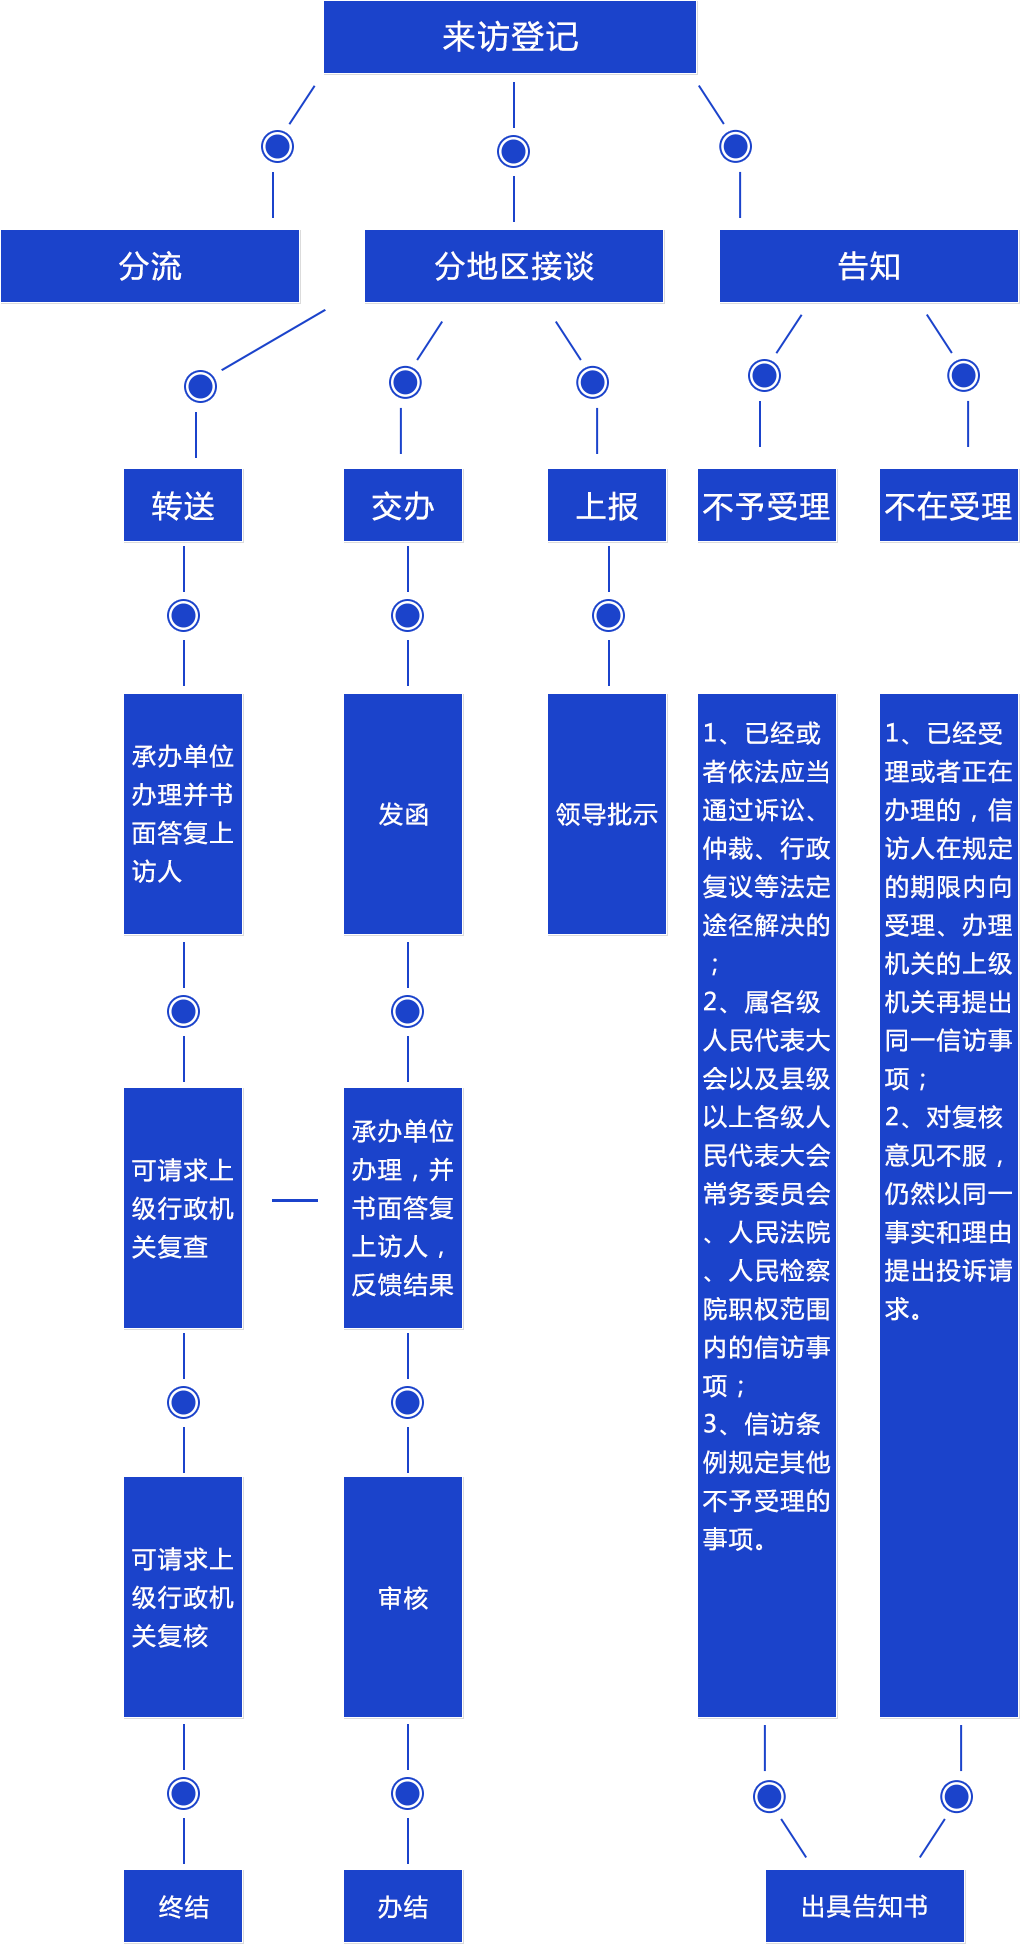 来访登记
分流
分地区接谈
告知
转送
交办
上报
不予受理
不在受理
承办单位
办理并书
面答复上
访人
发函
领导批示
1、已经或
者依法应当
通过诉讼、
仲裁、行政
复议等法定
途径解决的
；
2、属各级
人民代表大
会以及县级
以上各级人
民代表大会
常务委员会
、人民法院
、人民检察
院职权范围
内的信访事
项；
3、信访条
例规定其他
不予受理的
事项。
1、已经受
理或者正在
办理的，信
访人在规定
的期限内向
受理、办理
机关的上级
机关再提出
同一信访事
项；
2、对复核
意见不服，
仍然以同一
事实和理由
提出投诉请
求。
可请求上
级行政机
关复查
承办单位
办理，并
书面答复
上访人，
反馈结果
可请求上
级行政机
关复核
审核
终结
办结
出具告知书